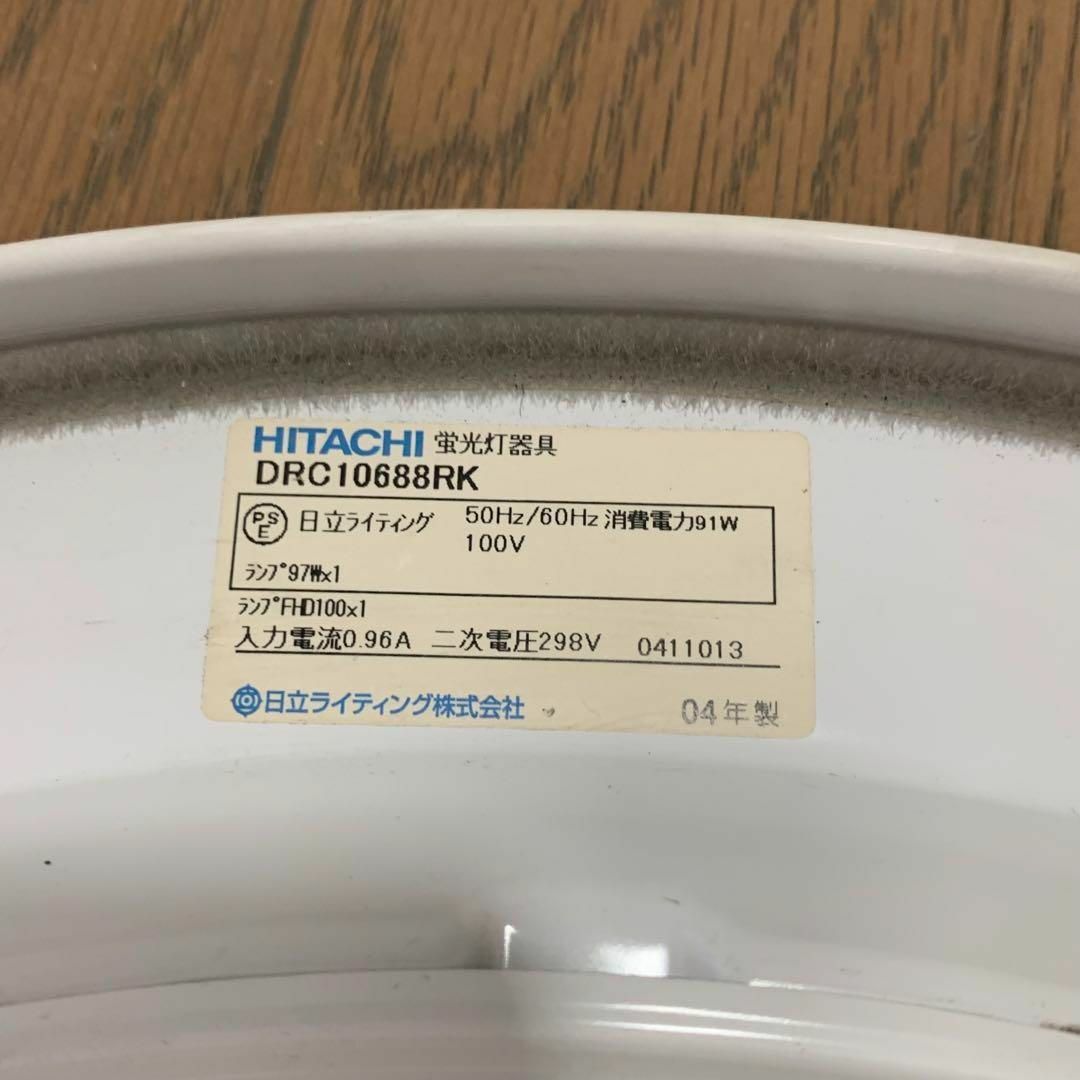 HITACHI 蛍光灯器具
DRC10688RK
PSE 日立ライティング 50Hz/60Hz 消費電力91W
100V
ﾗﾝﾌﾟ97W×1
ﾗﾝﾌﾟFHD100×1
入力電流0.96A 二次電圧298V 0411013
日立ライティング株式会社 04年製